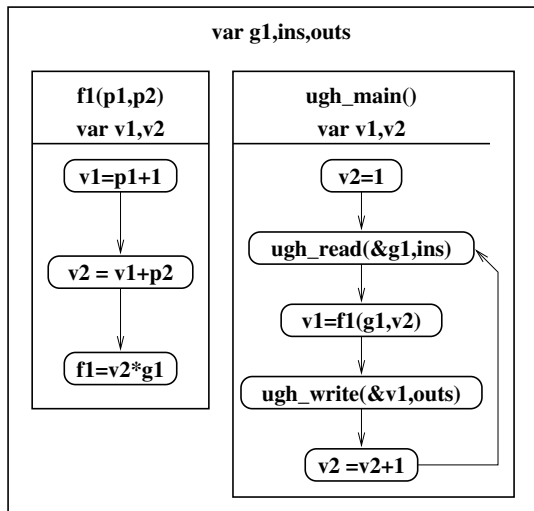 var g1,ins,outs
f1(p1,p2)
var v1,v2
v1=p1+1
v2 = v1+p2
f1=v2*g1
ugh_main()
var v1,v2
v2=1
ugh_read(&g1,ins)
v1=f1(g1,v2)
ugh_write(&v1,outs)
v2 =v2+1